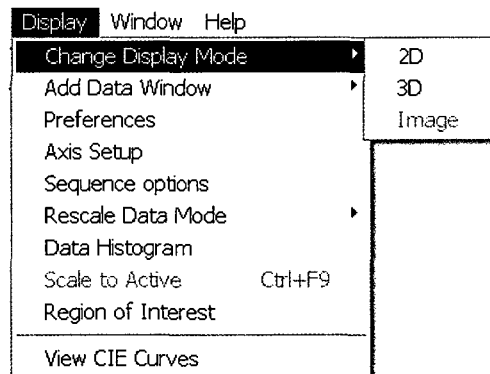 Display Window Help
Change Display Mode
2D
Add Data Window
3D
Preferences
Image
Axis Setup
Sequence options
Rescale Data Mode
Data Histogram
Scale to Active Ctrl+F9
Region of Interest
View CIE Curves